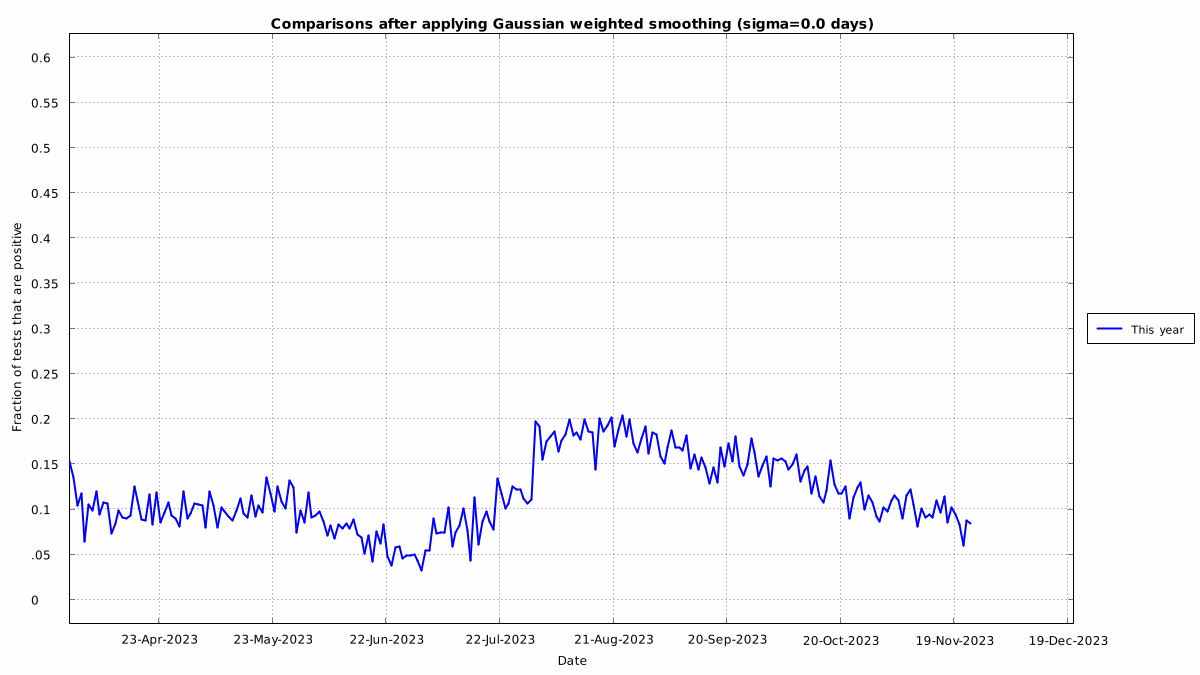 Comparisons after applying Gaussian weighted smoothing (sigma=0.0 days)
0.6
0.55
0.5
0.45
0.4
0.35
0.3
0.25
0.2
0.15
0.1
.05
0
Fraction of tests that are positive
This year
23-Apr-2023 23-May-2023 22-Jun-2023 22-Jul-2023 21-Aug-2023 20-Sep-2023 20-Oct-2023 19-Nov-2023 19-Dec-2023
Date